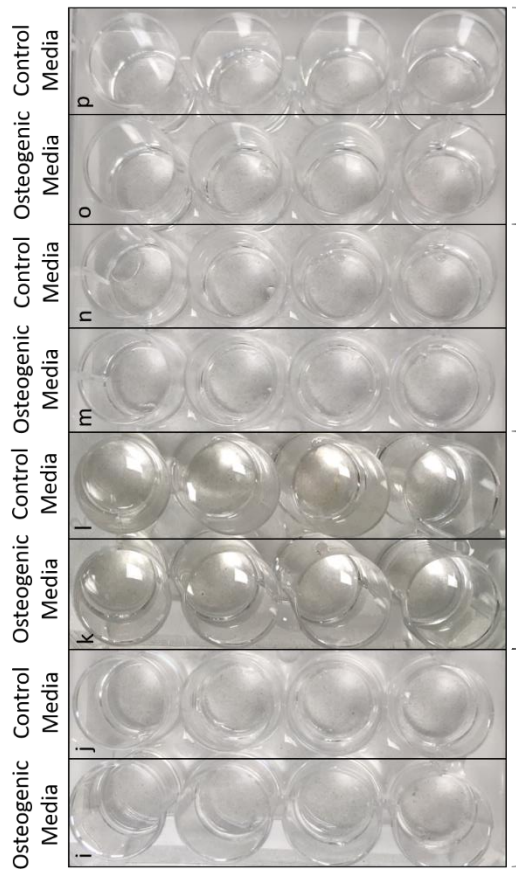 Osteogenic
Media
i
Control
Media
j
Osteogenic
Media
k
Control
Media
l
Osteogenic
Media
m
Control
Media
n
Osteogenic
Media
o
Control
Media
p